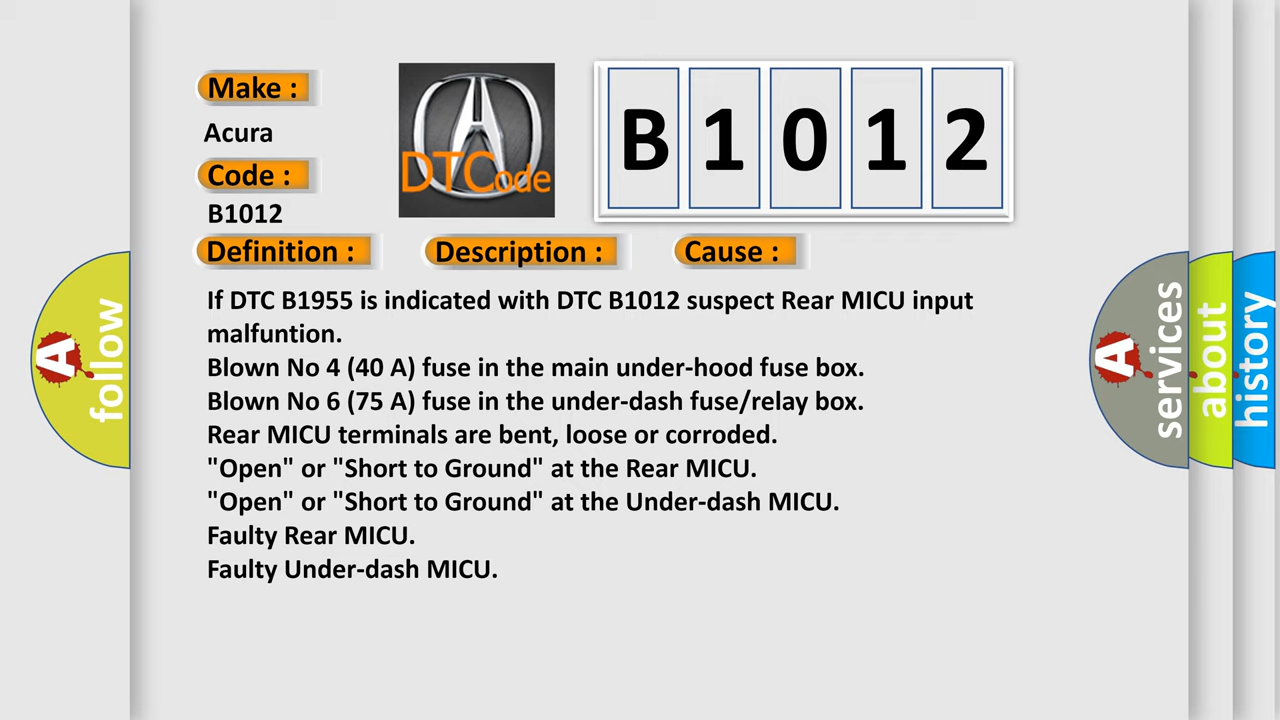 Make :
Acura
Code :
B1012
DTCode
B1012
Definition :
Description :
Cause :
If DTC B1955 is indicated with DTC B1012 suspect Rear MICU input
malfuntion.
Blown No 4 (40 A) fuse in the main under-hood fuse box.
Blown No 6 (75 A) fuse in the under-dash fuse/relay box.
Rear MICU terminals are bent, loose or corroded.
"Open" or "Short to Ground" at the Rear MICU.
"Open" or "Short to Ground" at the Under-dash MICU.
Faulty Rear MICU.
Faulty Under-dash MICU.
A follow
A services
about
history